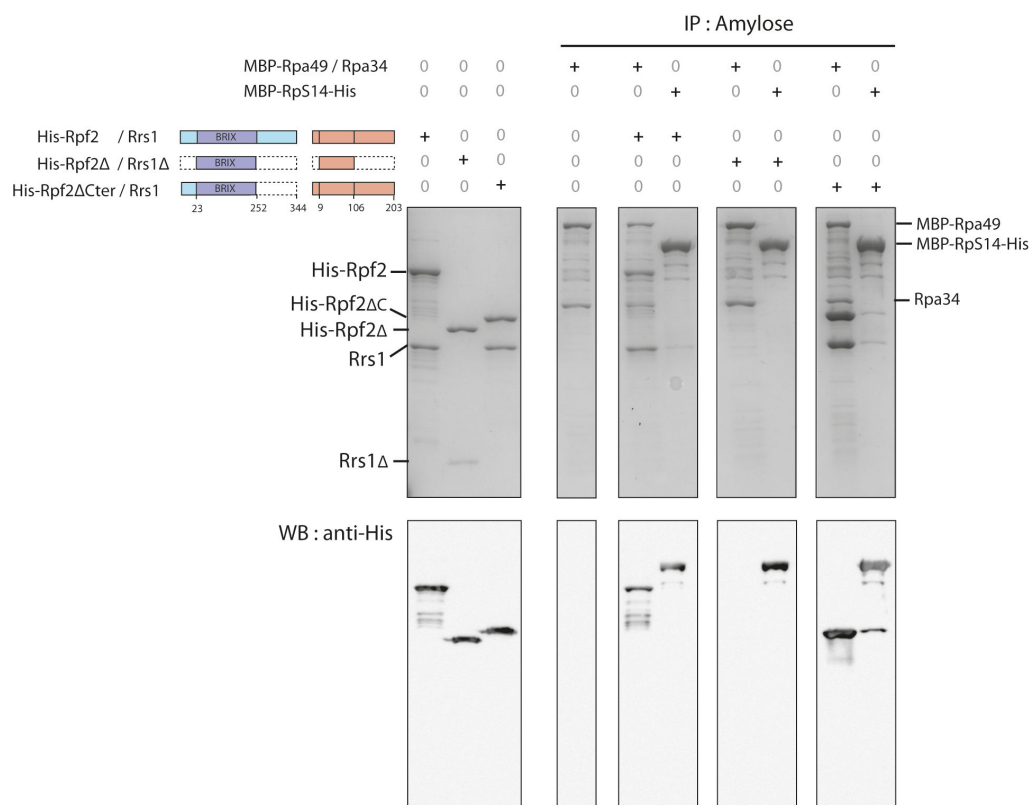 IP : Amylose
MBP-Rpa49 / Rpa34 0 0 0 + + 0 + 0 + 0
MBP-RpS14-His 0 0 0 0 0 + 0 + 0 +
His-Rpf2 / Rrs1 BRIX + 0 0 0 + + 0 0 0 0
His-Rpf2Δ / Rrs1Δ BRIX 0 + 0 0 0 0 + + 0 0
His-Rpf2ΔCter / Rrs1 BRIX 0 0 + 0 0 0 0 0 + +
23 252 344 9 106 203
MBP-Rpa49
MBP-RpS14-His
His-Rpf2
His-Rpf2ΔC
Rpa34
His-Rpf2Δ
Rrs1
Rrs1Δ
WB : anti-His